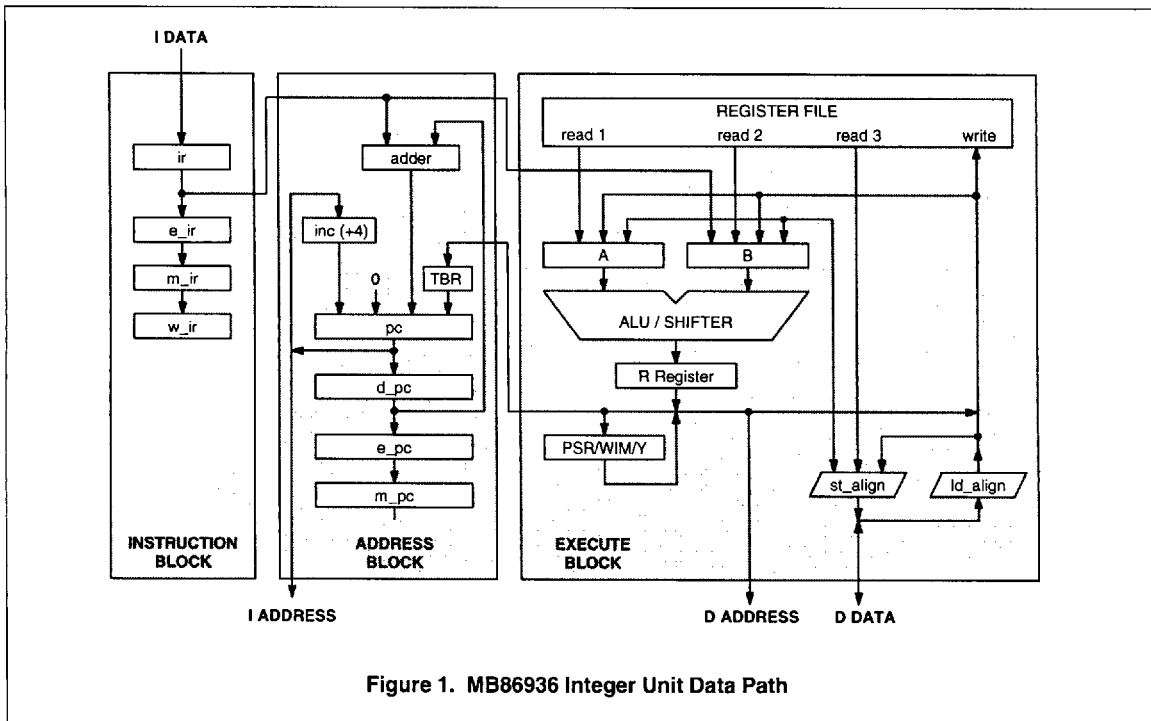 I DATA
REGISTER FILE
read 1
read 2
read 3
write
ir
adder
e_ir
inc (+4)
m_ir
A
B
0
TBR
w_ir
pc
ALU / SHIFTER
d_pc
R Register
e_pc
PSR/WIM/Y
m_pc
st_align
ld_align
INSTRUCTION
BLOCK
ADDRESS
BLOCK
EXECUTE
BLOCK
I ADDRESS
D ADDRESS
D DATA
Figure 1. MB86936 Integer Unit Data Path